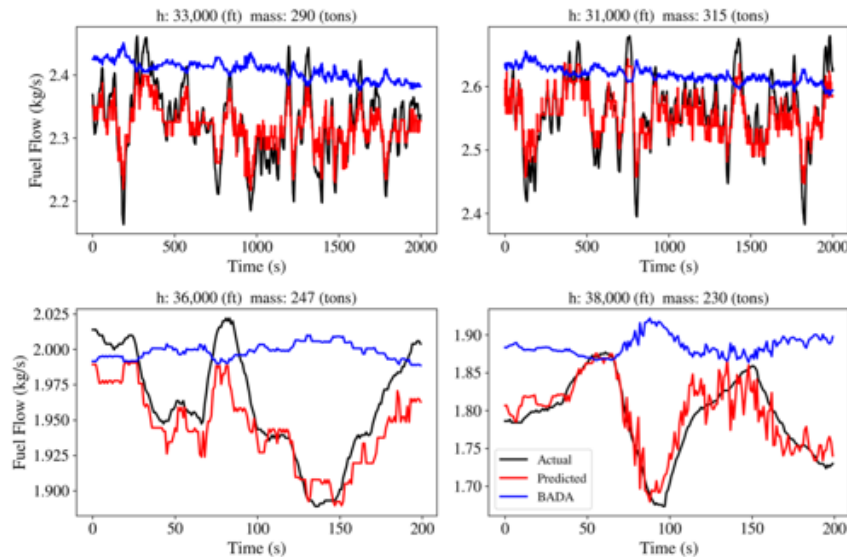 h: 33,000 (ft)  mass: 290 (tons)
h: 31,000 (ft)  mass: 315 (tons)
Fuel Flow (kg/s)
2.4
2.3
2.2
2.6
2.5
2.4
0
500
1000
1500
2000
0
500
1000
1500
2000
Time (s)
Time (s)
h: 36,000 (ft)  mass: 247 (tons)
h: 38,000 (ft)  mass: 230 (tons)
Fuel Flow (kg/s)
2.025
2.000
1.975
1.950
1.925
1.900
1.90
1.85
1.80
1.75
1.70
Actual
Predicted
BADA
0
50
100
150
200
0
50
100
150
200
Time (s)
Time (s)